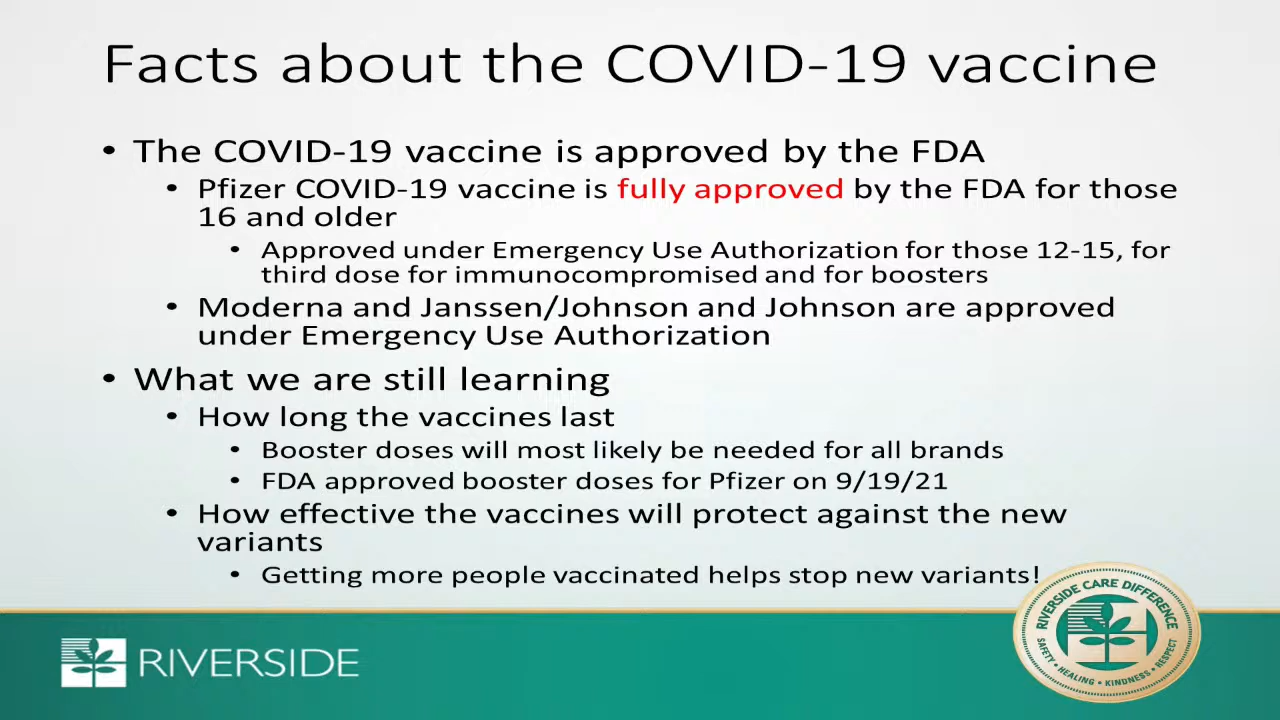 Facts about the COVID-19 vaccine
• The COVID-19 vaccine is approved by the FDA
• Pfizer COVID-19 vaccine is fully approved by the FDA for those
16 and older
• Approved under Emergency Use Authorization for those 12-15, for
third dose for immunocompromised and for boosters
• Moderna and Janssen/Johnson and Johnson are approved
under Emergency Use Authorization
• What we are still learning
• How long the vaccines last
• Booster doses will most likely be needed for all brands
• FDA approved booster doses for Pfizer on 9/19/21
• How effective the vaccines will protect against the new
variants
• Getting more people vaccinated helps stop new variants!
RIVERSIDE
RIVERSIDE CARE DIFFERENCE
SAFETY • HEALING • KINDNESS • RESPECT